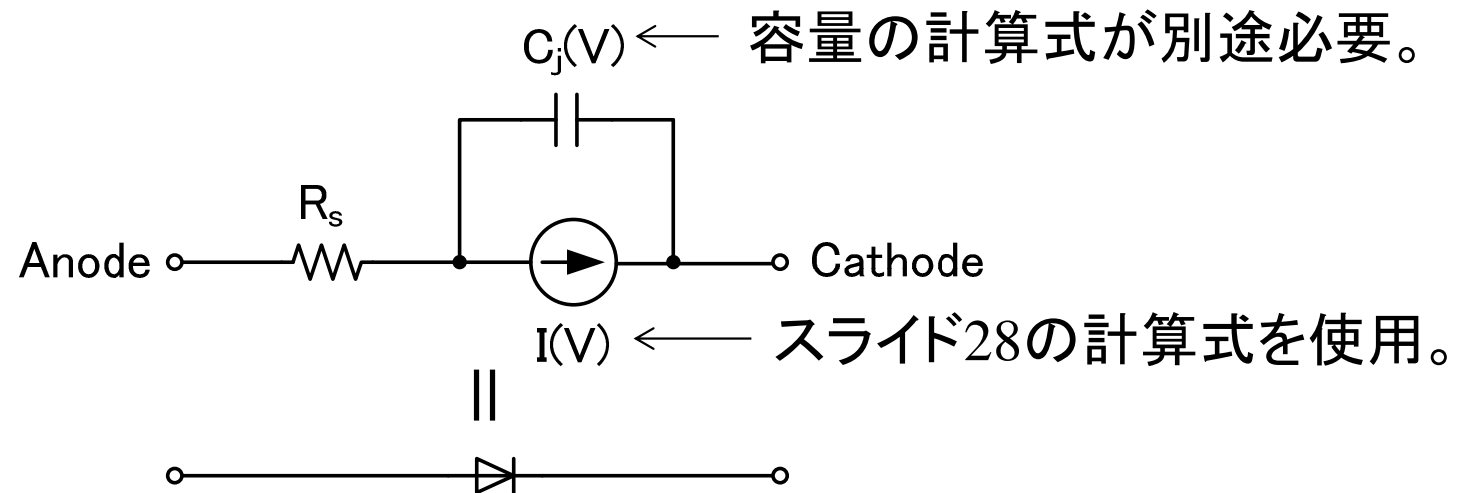 Cj(V) 容量の計算式が別途必要。
Rs
Anode Cathode
I(V) スライド28の計算式を使用。